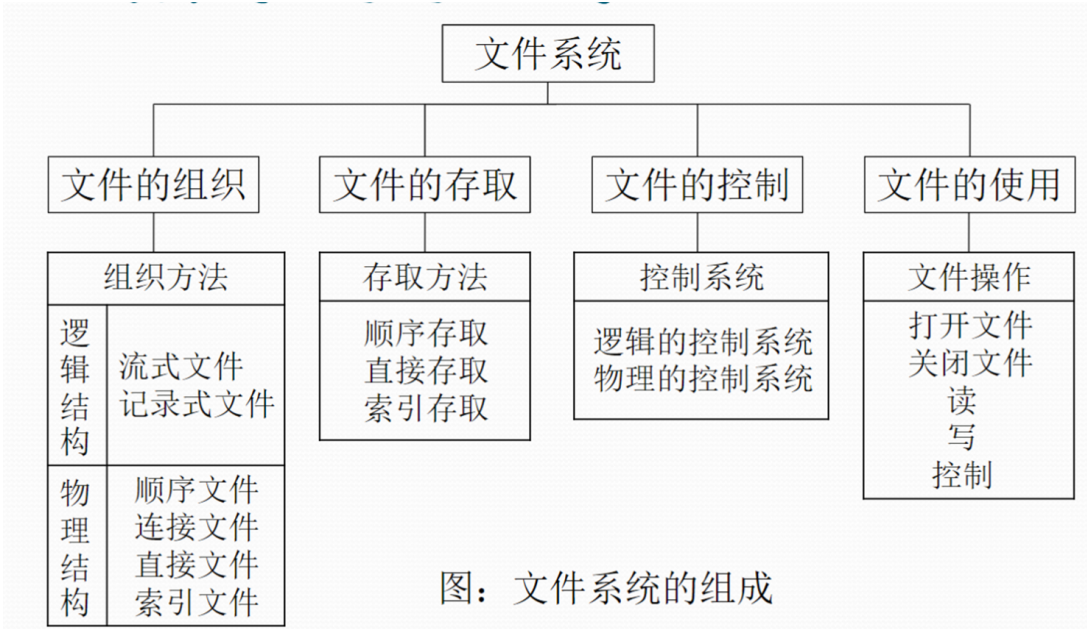 文件系统
文件的组织
文件的存取
文件的控制
文件的使用
组织方法
逻辑结构
流式文件
记录式文件
物理结构
顺序文件
连接文件
直接文件
索引文件
存取方法
顺序存取
直接存取
索引存取
控制系统
逻辑的控制系统
物理的控制系统
文件操作
打开文件
关闭文件
读
写
控制
图：文件系统的组成